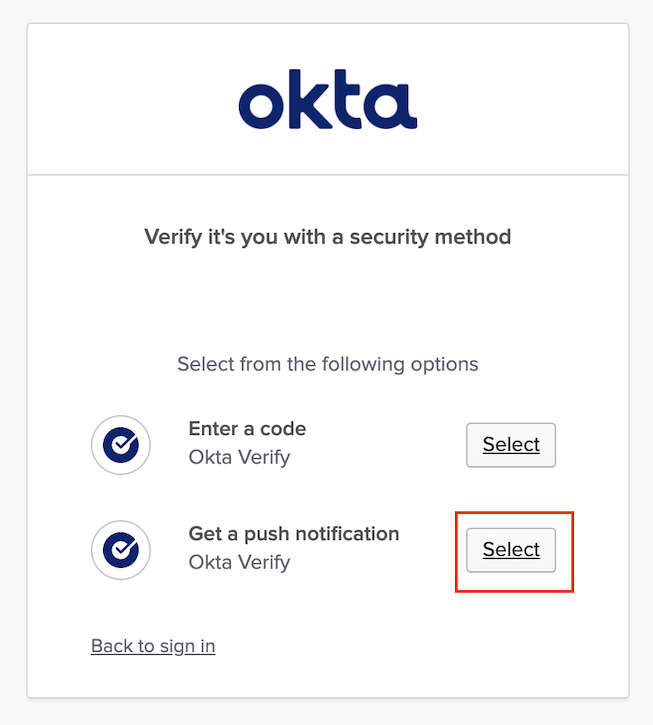 okta
Verify it's you with a security method
Select from the following options
Enter a code
Okta Verify
Select
Get a push notification
Okta Verify
Select
Back to sign in